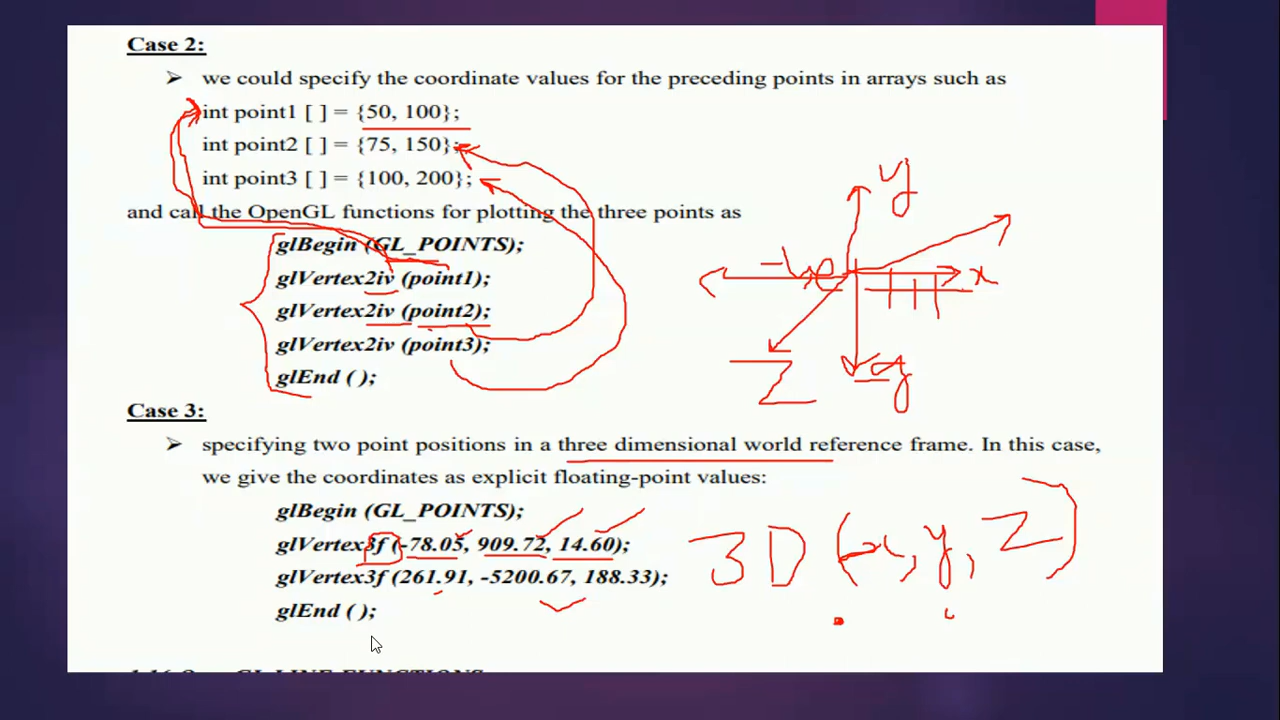 Case 2:
➤ we could specify the coordinate values for the preceding points in arrays such as
int point1 [ ] = {50, 100};
int point2 [ ] = {75, 150};
int point3 [ ] = {100, 200};
and call the OpenGL functions for plotting the three points as
glBegin (GL_POINTS);
glVertex2iv (point1);
glVertex2iv (point2);
glVertex2iv (point3);
glEnd ( );
y
x
Z
-y
Case 3:
➤ specifying two point positions in a three dimensional world reference frame. In this case,
we give the coordinates as explicit floating-point values:
glBegin (GL_POINTS);
glVertex3f (-78.05, 909.72, 14.60);
glVertex3f (261.91, -5200.67, 188.33);
glEnd ( );
3D (x, y, Z)